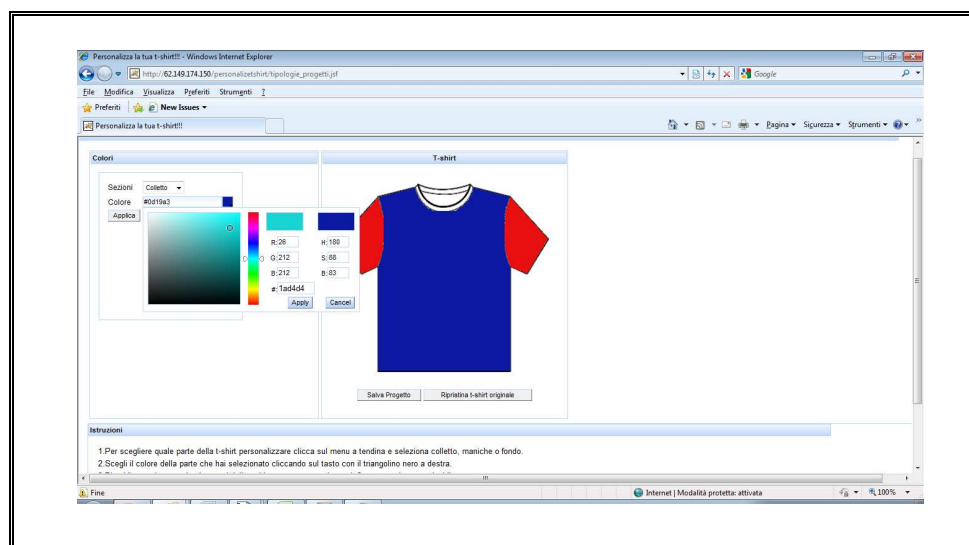 Personalizza la tua t-shirt!!! - Windows Internet Explorer
http://62.149.174.150/personalizetshirt/tipologie_progetti.jsf
Google
File Modifica Visualizza Preferiti Strumenti ?
Preferiti New Issues
Personalizza la tua t-shirt!!!
Pagina Sicurezza Strumenti
Colori
T-shirt
Sezioni Colletto
Colore #0d19a3
Applica
R: 26 H: 180
G: 212 S: 88
B: 212 B: 83
#: 1ad4d4
Apply Cancel
Salva Progetto Ripristina t-shirt originale
Istruzioni
1.Per scegliere quale parte della t-shirt personalizzare clicca sul menu a tendina e seleziona colletto, maniche o fondo.
2.Scegli il colore della parte che hai selezionato cliccando sul tasto con il triangolino nero a destra.
Fine
Internet | Modalità protetta: attivata
100%